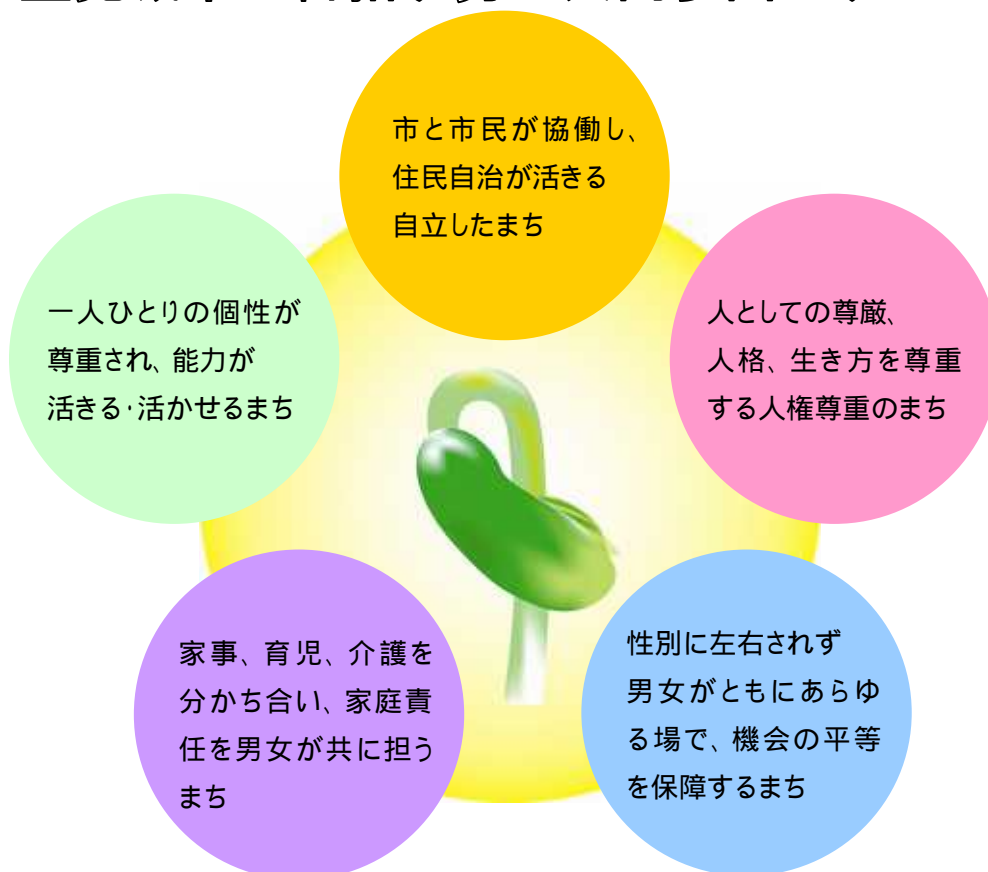 市と市民が協働し、
住民自治が活きる
自立したまち
一人ひとりの個性が
尊重され、能力が
活きる・活かせるまち
人としての尊厳、
人格、生き方を尊重
する人権尊重のまち
家事、育児、介護を
分かち合い、家庭責
任を男女が共に担う
まち
性別に左右されず
男女がともにあらゆ
る場で、機会の平等
を保障するまち